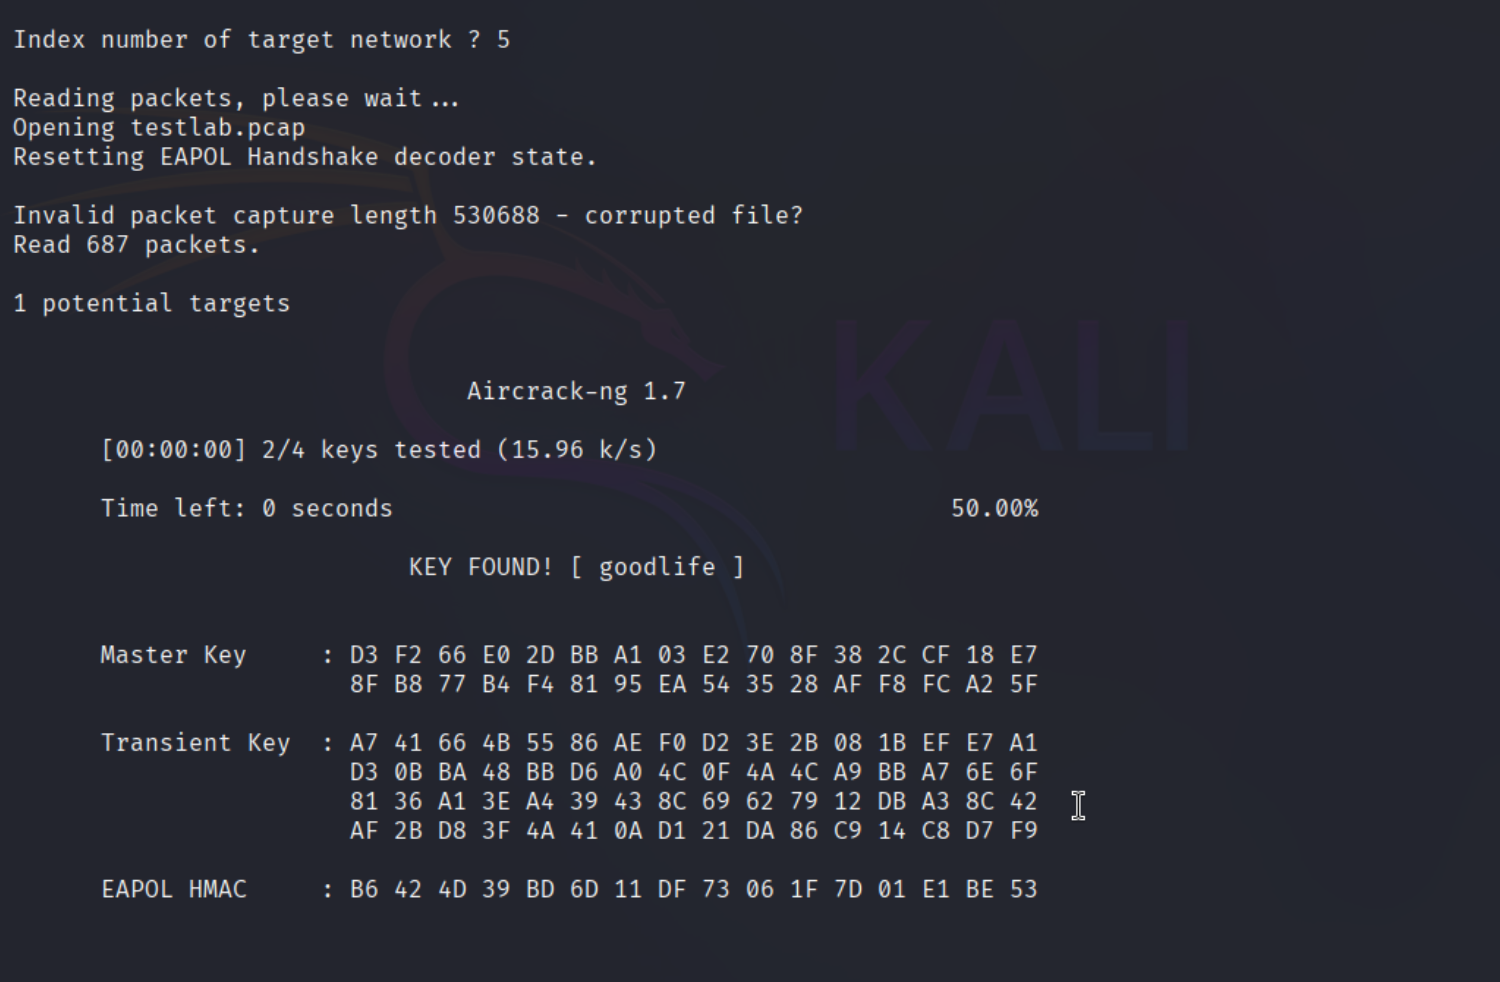 Index number of target network ? 5
Reading packets, please wait...
Opening testlab.pcap
Resetting EAPOL Handshake decoder state.
Invalid packet capture length 530688 - corrupted file?
Read 687 packets.
1 potential targets
KALI
Aircrack-ng 1.7
[00:00:00] 2/4 keys tested (15.96 k/s)
Time left: 0 seconds 50.00%
KEY FOUND! [ goodlife ]
Master Key : D3 F2 66 E0 2D BB A1 03 E2 70 8F 38 2C CF 18 E7
8F B8 77 B4 F4 81 95 EA 54 35 28 AF F8 FC A2 5F
Transient Key : A7 41 66 4B 55 86 AE F0 D2 3E 2B 08 1B EF E7 A1
D3 0B BA 48 BB D6 A0 4C 0F 4A 4C A9 BB A7 6E 6F
81 36 A1 3E A4 39 43 8C 69 62 79 12 DB A3 8C 42
AF 2B D8 3F 4A 41 0A D1 21 DA 86 C9 14 C8 D7 F9
EAPOL HMAC : B6 42 4D 39 BD 6D 11 DF 73 06 1F 7D 01 E1 BE 53